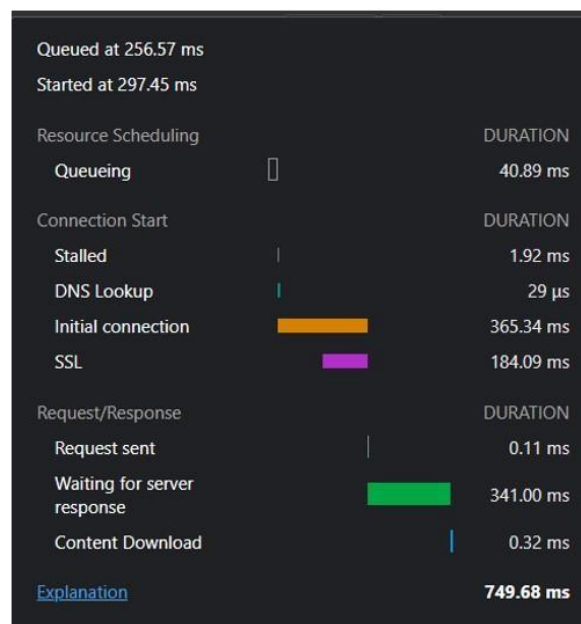 Queued at 256.57 ms
Started at 297.45 ms
Resource Scheduling DURATION
Queueing 40.89 ms
Connection Start DURATION
Stalled 1.92 ms
DNS Lookup 29 μs
Initial connection 365.34 ms
SSL 184.09 ms
Request/Response DURATION
Request sent 0.11 ms
Waiting for server
response 341.00 ms
Content Download 0.32 ms
Explanation 749.68 ms